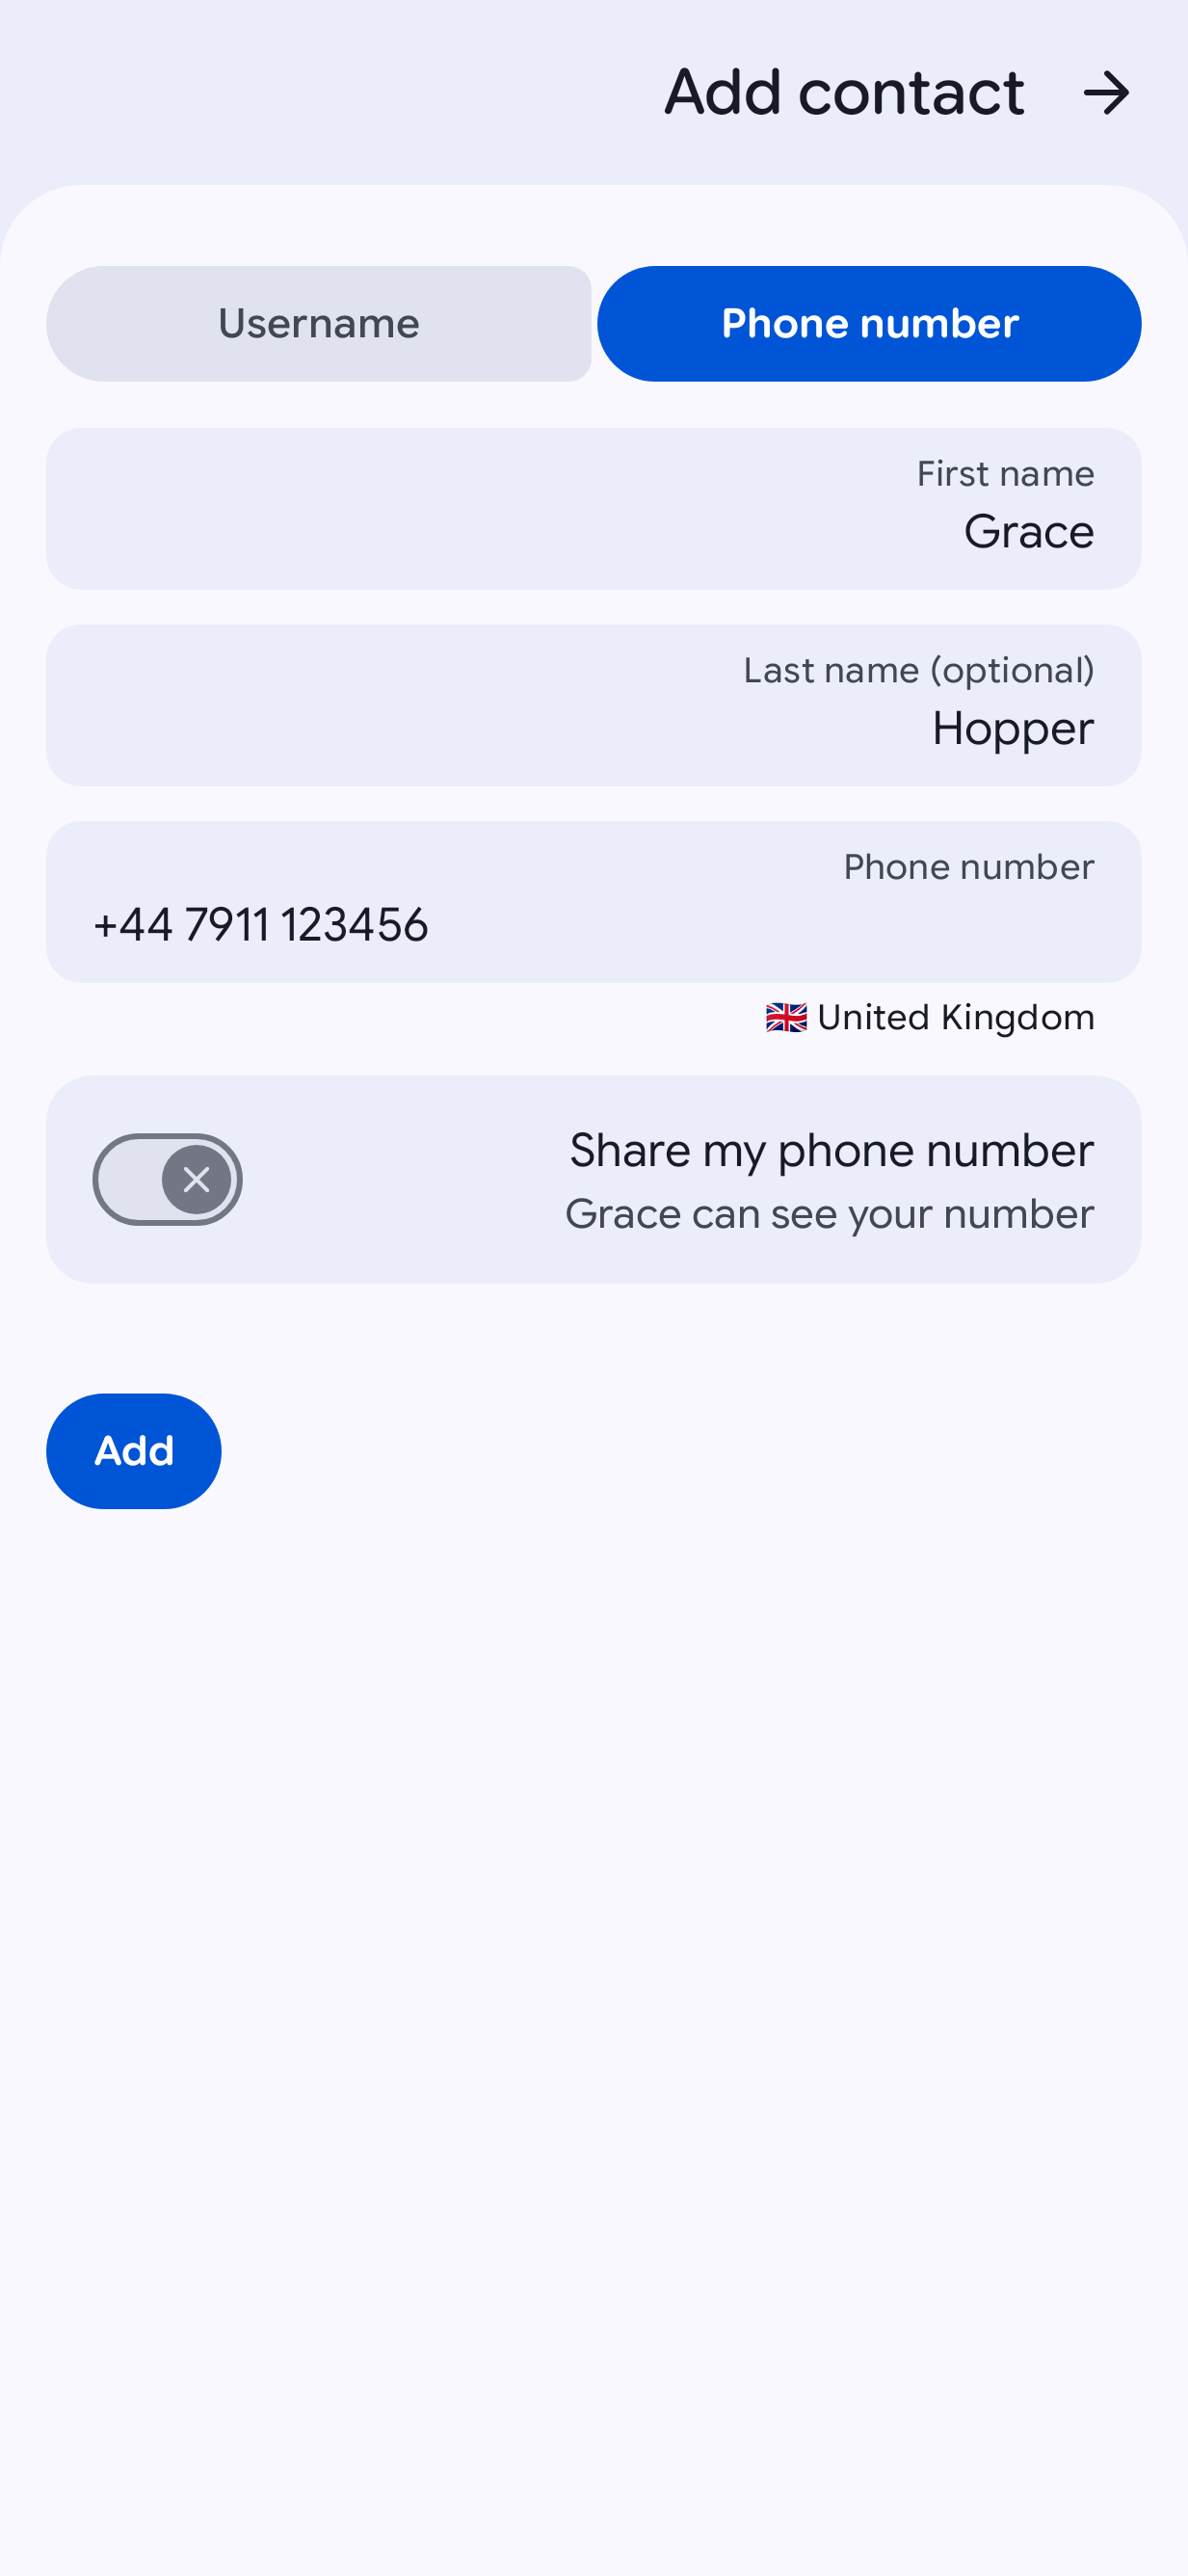 Add contact
Phone number
Username
First name
Grace
Last name (optional)
Hopper
Phone number
+44 7911 123456
🇬🇧 United Kingdom
Share my phone number
Grace can see your number
Add